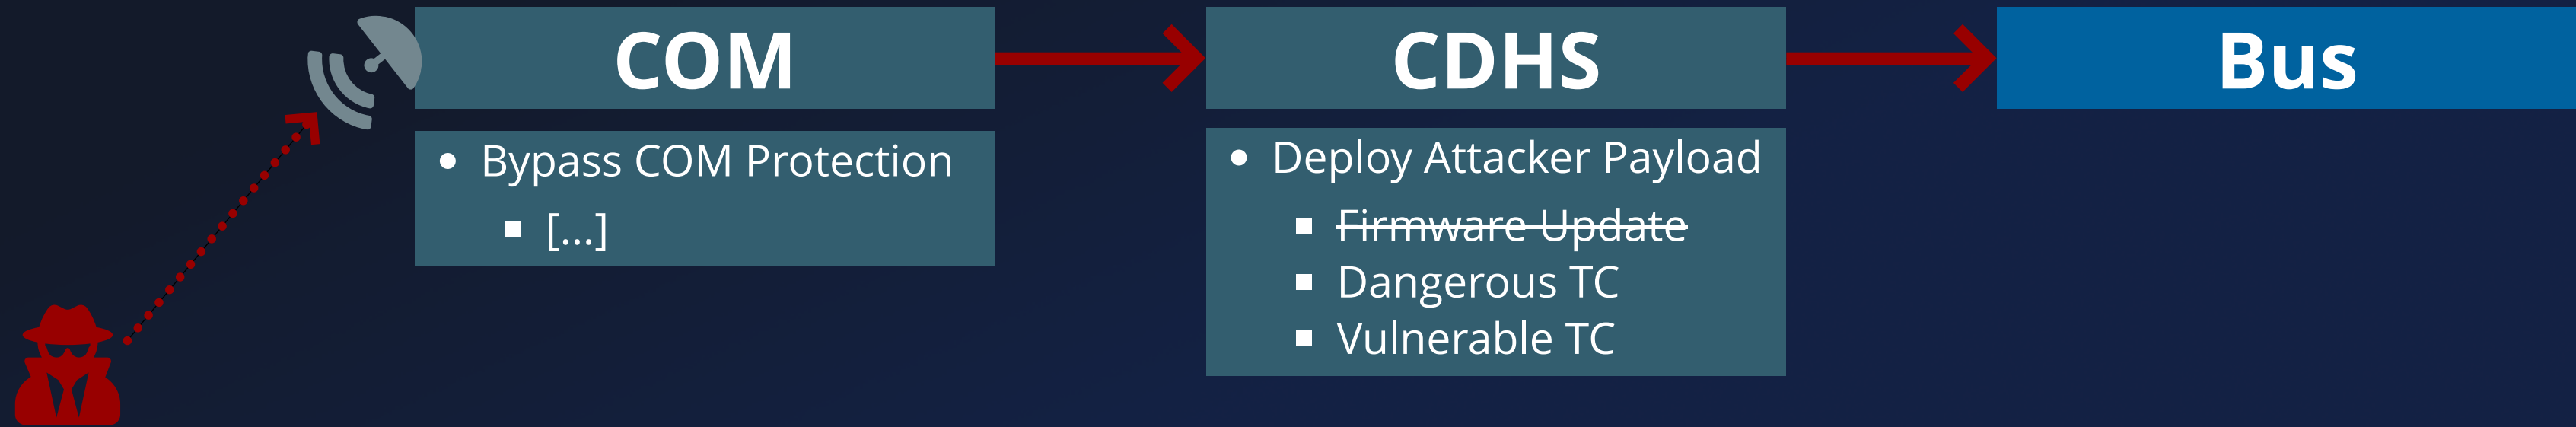 COM
CDHS
Bus
• Bypass COM Protection
▪ [...]
• Deploy Attacker Payload
▪ Firmware Update
▪ Dangerous TC
▪ Vulnerable TC